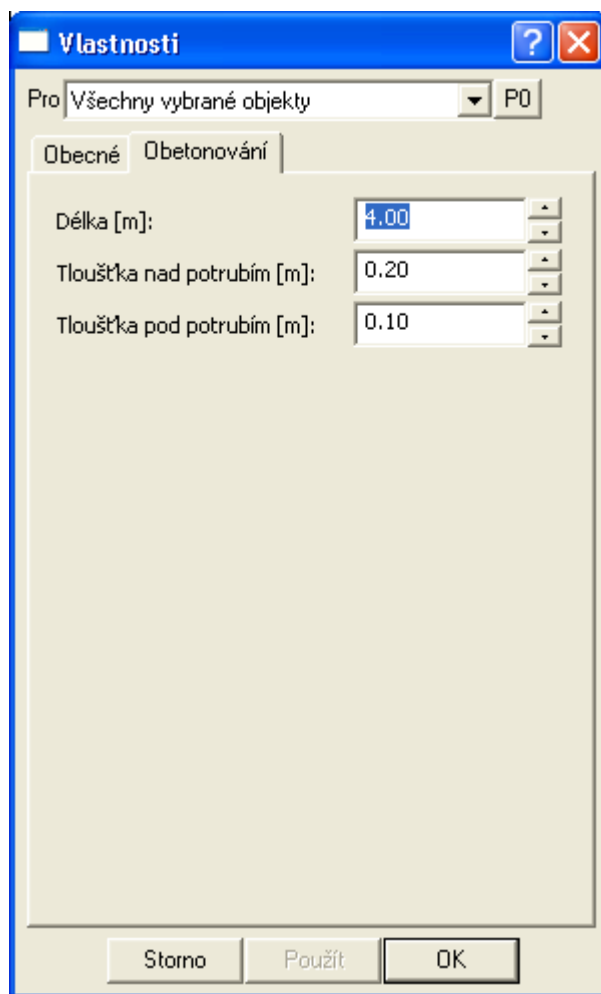 Vlastnosti
Pro Všechny vybrané objekty P0
Obecné Obetonování
Délka [m]: 4.00
Tloušťka nad potrubím [m]: 0.20
Tloušťka pod potrubím [m]: 0.10
Storno Použít OK